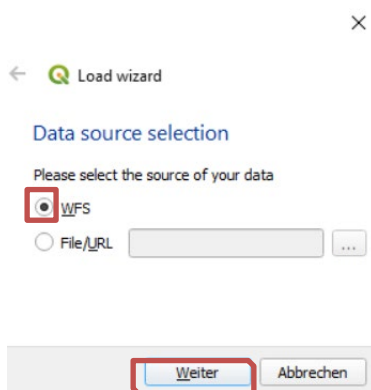 Load wizard
Data source selection
Please select the source of your data
WFS
File/URL ...
Weiter Abbrechen